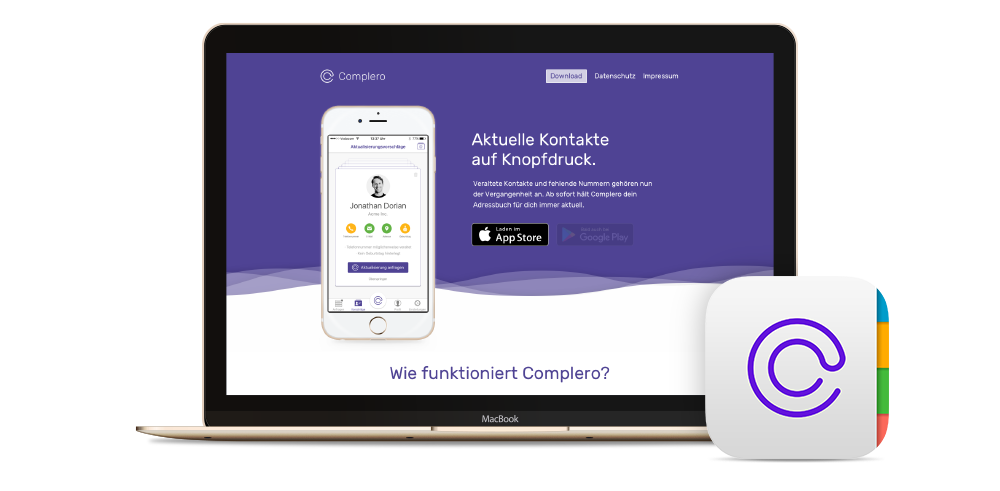 Complero
Download Datenschutz Impressum
Aktualisierungsvorschläge
Jonathan Dorian
Aktualisierung anfragen
Aktuelle Kontakte
auf Knopfdruck.
Veraltete Kontakte und fehlende Nummern gehören nun
der Vergangenheit an. Ab sofort hält Complero dein
Adressbuch für dich immer aktuell.
Laden im
App Store
Google Play
Wie funktioniert Complero?
MacBook